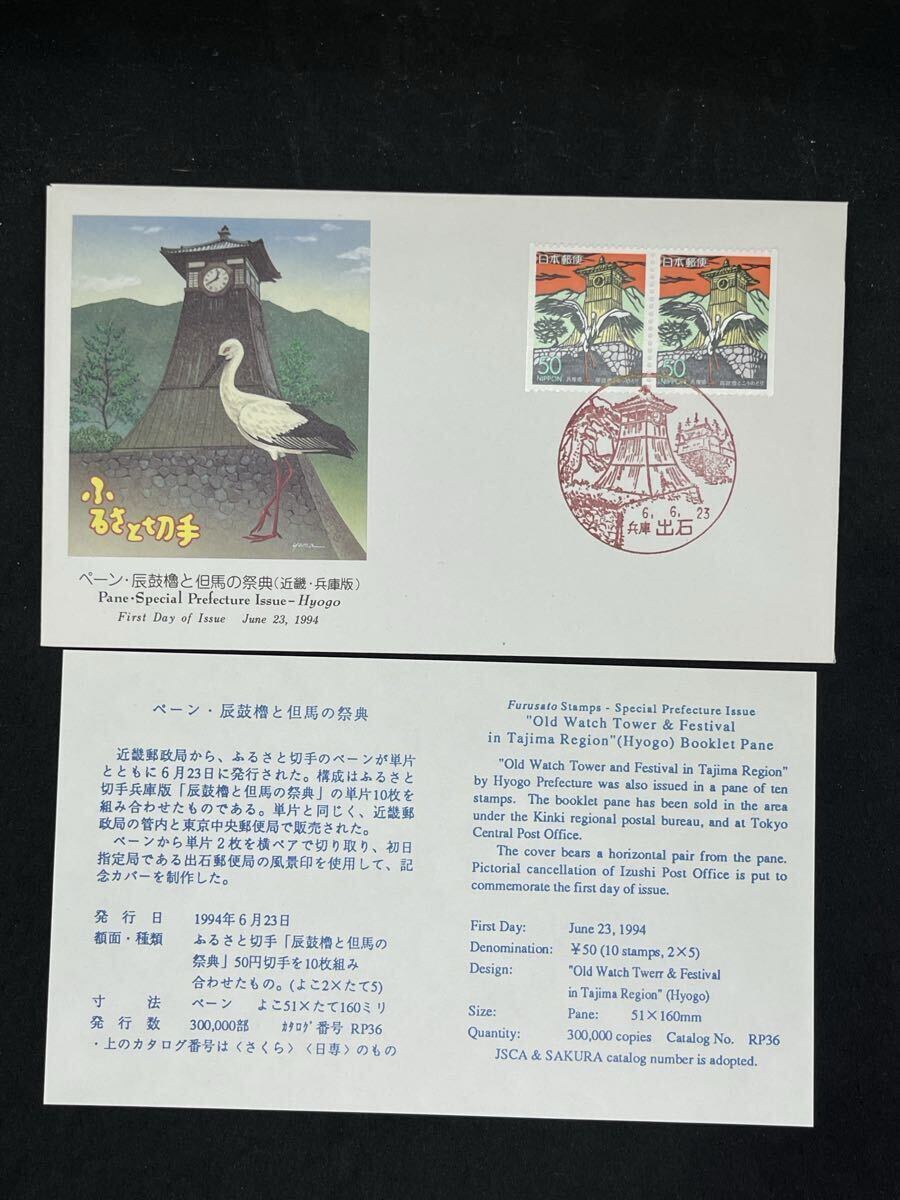 ふるさと切手
yama
ペーン・辰鼓櫓と但馬の祭典(近畿・兵庫版)
Pane·Special Prefecture Issue-Hyogo
First Day of Issue June 23, 1994
日本郵便
50
NIPPON 兵庫県
日本郵便
50
NIPPON 兵庫県 辰鼓櫓とこうのとり
6. 6. 23
兵庫 出石
ペーン・辰鼓櫓と但馬の祭典
近畿郵政局から、ふるさと切手のペーンが単片
とともに6月23日に発行された。構成はふるさと
切手兵庫版「辰鼓櫓と但馬の祭典」の単片10枚を
組み合わせたものである。単片と同じく、近畿郵
政局の管内と東京中央郵便局で販売された。
ペーンから単片2枚を横ペアで切り取り、初日
指定局である出石郵便局の風景印を使用して、記
念カバーを制作した。
発行日 1994年6月23日
額面・種類 ふるさと切手「辰鼓櫓と但馬の
祭典」50円切手を10枚組み
合わせたもの。(よこ2×たて5)
寸法 ペーン よこ51×たて160ミリ
発行数 300,000部 カタログ番号 RP36
・上のカタログ番号は〈さくら〉〈日専〉のもの
Furusato Stamps - Special Prefecture Issue
"Old Watch Tower & Festival
in Tajima Region"(Hyogo) Booklet Pane
"Old Watch Tower and Festival in Tajima Region"
by Hyogo Prefecture was also issued in a pane of ten
stamps. The booklet pane has been sold in the area
under the Kinki regional postal bureau, and at Tokyo
Central Post Office.
The cover bears a horizontal pair from the pane.
Pictorial cancellation of Izushi Post Office is put to
commemorate the first day of issue.
First Day: June 23, 1994
Denomination: ¥50 (10 stamps, 2×5)
Design: "Old Watch Twerr & Festival
in Tajima Region" (Hyogo)
Size: Pane: 51×160mm
Quantity: 300,000 copies Catalog No. RP36
JSCA & SAKURA catalog number is adopted.